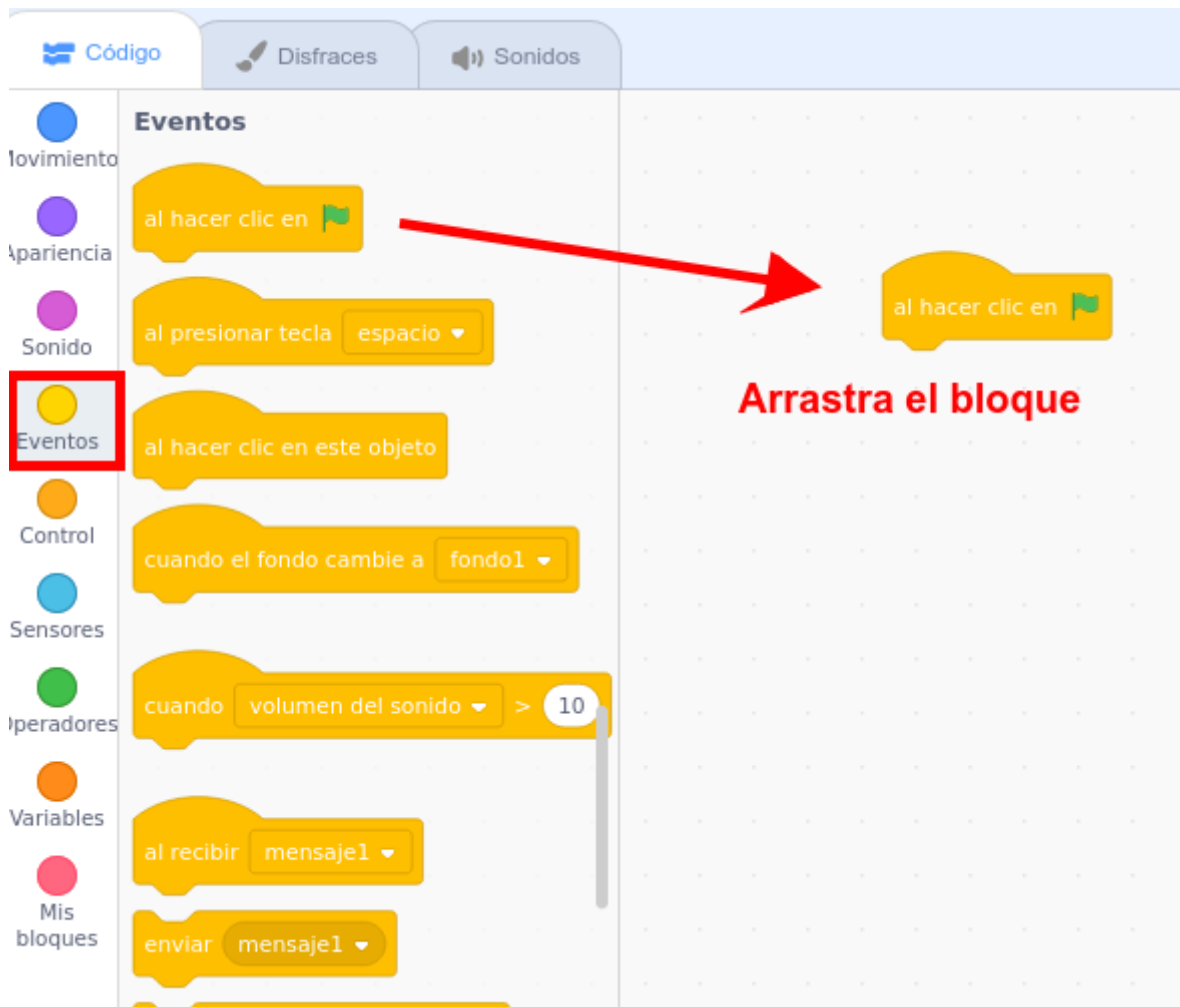 Código
Disfraces
Sonidos
Movimiento
Apariencia
Sonido
Eventos
Control
Sensores
Operadores
Variables
Mis
bloques
Eventos
al hacer clic en
al presionar tecla espacio
al hacer clic en este objeto
cuando el fondo cambie a fondo1
cuando volumen del sonido > 10
al recibir mensaje1
enviar mensaje1
al hacer clic en
Arrastra el bloque